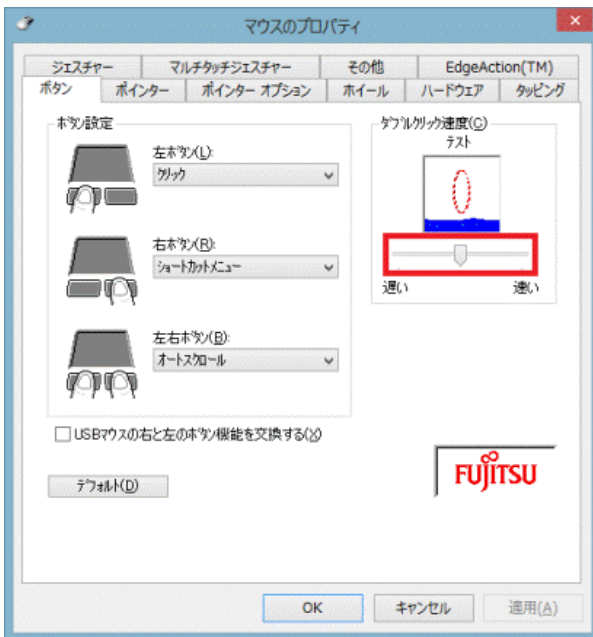 マウスのプロパティ
ジェスチャー マルチタッチジェスチャー その他 EdgeAction(TM)
ボタン ポインター ポインター オプション ホイール ハードウェア タッピング
ボタン設定
左ボタン(L):
クリック
右ボタン(R):
ショートカットメニュー
左右ボタン(B):
オートスクロール
ダブルクリック速度(C)
テスト
遅い 速い
USBマウスの右と左のボタン機能を交換する(X)
デフォルト(D)
FUJITSU
OK キャンセル 適用(A)